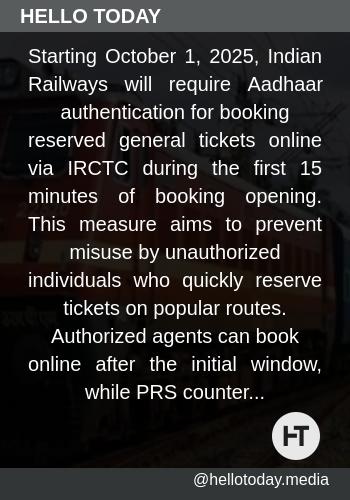 HELLO TODAY
Starting October 1, 2025, Indian
Railways will require Aadhaar
authentication for booking
reserved general tickets online
via IRCTC during the first 15
minutes of booking opening.
This measure aims to prevent
misuse by unauthorized
individuals who quickly reserve
tickets on popular routes.
Authorized agents can book
online after the initial window,
while PRS counter...
HT
@hellotoday.media